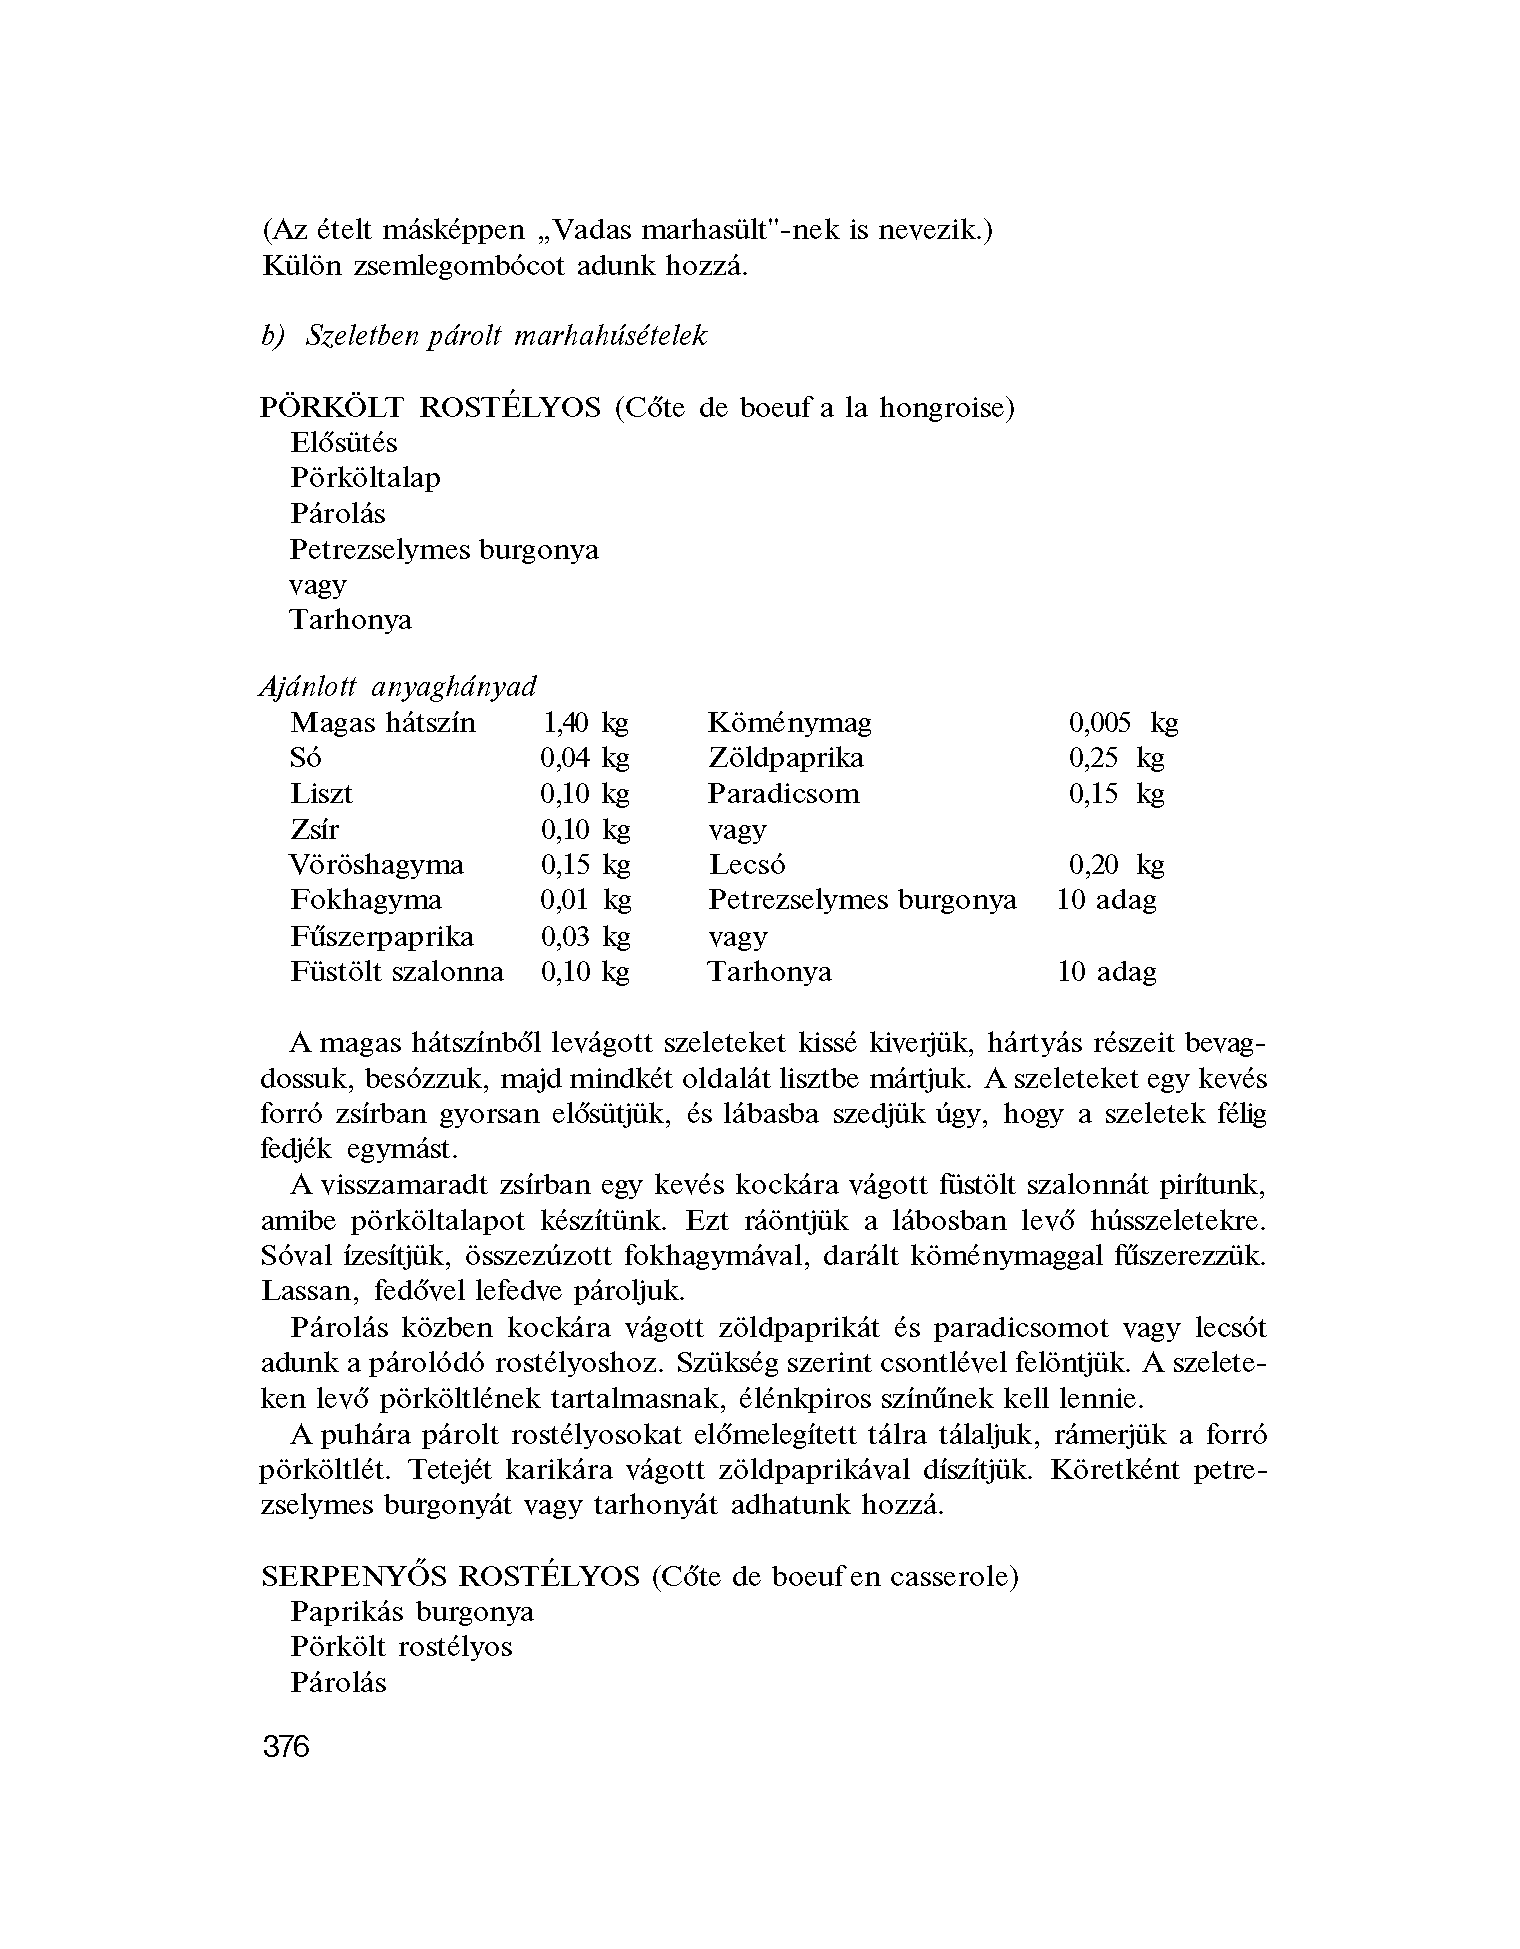 (Az ételt másképpen „Vadas marhasült"-nek is nevezik.)
Külön zsemlegombócot adunk hozzá.
b) Szeletben párolt marhahúsételek
PÖRKÖLT ROSTÉLYOS (Cőte de boeuf a la hongroise)
Elősütés
Pörköltalap
Párolás
Petrezselymes burgonya
vagy
Tarhonya
Ajánlott anyaghányad
Magas hátszín 1,40 kg Köménymag 0,005 kg
Só 0,04 kg Zöldpaprika 0,25 kg
Liszt 0,10 kg Paradicsom 0,15 kg
Zsír 0,10 kg vagy
Vöröshagyma 0,15 kg Lecsó 0,20 kg
Fokhagyma 0,01 kg Petrezselymes burgonya 10 adag
Fűszerpaprika 0,03 kg vagy
Füstölt szalonna 0,10 kg Tarhonya 10 adag
A magas hátszínből levágott szeleteket kissé kiverjük, hártyás részeit bevag-
dossuk, besózzuk, majd mindkét oldalát lisztbe mártjuk. A szeleteket egy kevés
forró zsírban gyorsan elősütjük, és lábasba szedjük úgy, hogy a szeletek félig
fedjék egymást.
A visszamaradt zsírban egy kevés kockára vágott füstölt szalonnát pirítunk,
amibe pörköltalapot készítünk. Ezt ráöntjük a lábosban levő hússzeletekre.
Sóval ízesítjük, összezúzott fokhagymával, darált köménymaggal fűszerezzük.
Lassan, fedővel lefedve pároljuk.
Párolás közben kockára vágott zöldpaprikát és paradicsomot vagy lecsót
adunk a párolódó rostélyoshoz. Szükség szerint csontlével felöntjük. A szelete-
ken levő pörköltlének tartalmasnak, élénkpiros színűnek kell lennie.
A puhára párolt rostélyosokat előmelegített tálra tálaljuk, rámerjük a forró
pörköltlét. Tetejét karikára vágott zöldpaprikával díszítjük. Köretként petre-
zselymes burgonyát vagy tarhonyát adhatunk hozzá.
SERPENYŐS ROSTÉLYOS (Cőte de boeuf en casserole)
Paprikás burgonya
Pörkölt rostélyos
Párolás
376